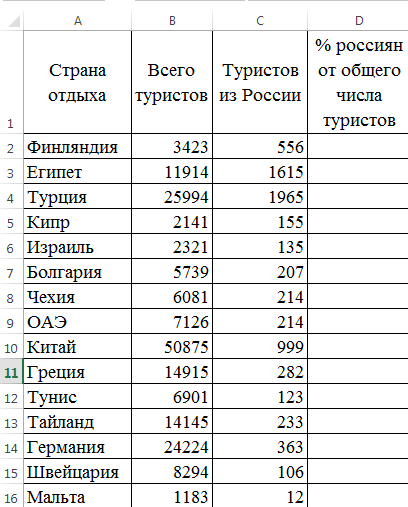 A B C D
1 Страна отдыха Всего туристов Туристов из России % россиян от общего числа туристов
2 Финляндия 3423 556
3 Египет 11914 1615
4 Турция 25994 1965
5 Кипр 2141 155
6 Израиль 2321 135
7 Болгария 5739 207
8 Чехия 6081 214
9 ОАЭ 7126 214
10 Китай 50875 999
11 Греция 14915 282
12 Тунис 6901 123
13 Тайланд 14145 233
14 Германия 24224 363
15 Швейцария 8294 106
16 Мальта 1183 12